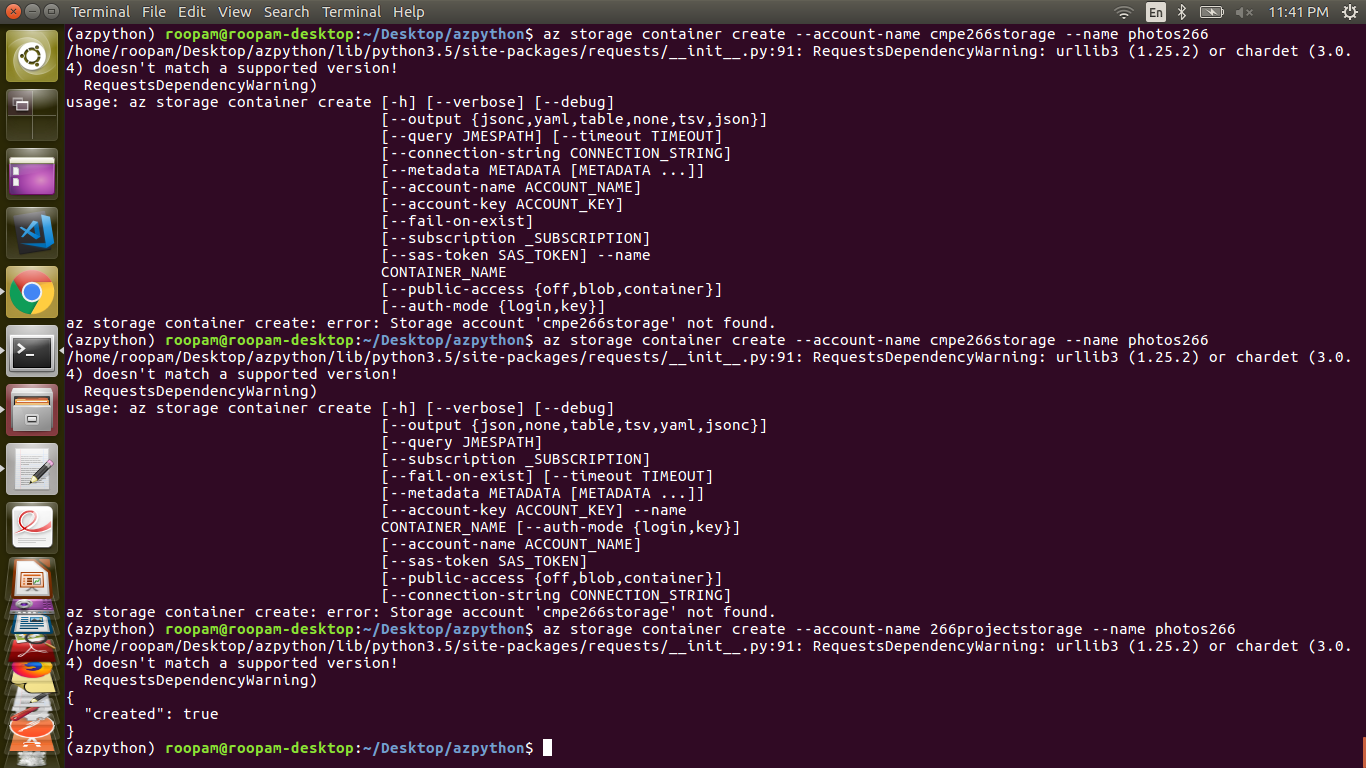 Terminal File Edit View Search Terminal Help En 11:41 PM
(azpython) roopam@roopam-desktop:~/Desktop/azpython$ az storage container create --account-name cmpe266storage --name photos266
/home/roopam/Desktop/azpython/lib/python3.5/site-packages/requests/__init__.py:91: RequestsDependencyWarning: urllib3 (1.25.2) or chardet (3.0.
4) doesn't match a supported version!
  RequestsDependencyWarning)
usage: az storage container create [-h] [--verbose] [--debug]
                                   [--output {jsonc,yaml,table,none,tsv,json}]
                                   [--query JMESPATH] [--timeout TIMEOUT]
                                   [--connection-string CONNECTION_STRING]
                                   [--metadata METADATA [METADATA ...]]
                                   [--account-name ACCOUNT_NAME]
                                   [--account-key ACCOUNT_KEY]
                                   [--fail-on-exist]
                                   [--subscription _SUBSCRIPTION]
                                   [--sas-token SAS_TOKEN] --name
                                   CONTAINER_NAME
                                   [--public-access {off,blob,container}]
                                   [--auth-mode {login,key}]
az storage container create: error: Storage account 'cmpe266storage' not found.
(azpython) roopam@roopam-desktop:~/Desktop/azpython$ az storage container create --account-name cmpe266storage --name photos266
/home/roopam/Desktop/azpython/lib/python3.5/site-packages/requests/__init__.py:91: RequestsDependencyWarning: urllib3 (1.25.2) or chardet (3.0.
4) doesn't match a supported version!
  RequestsDependencyWarning)
usage: az storage container create [-h] [--verbose] [--debug]
                                   [--output {json,none,table,tsv,yaml,jsonc}]
                                   [--query JMESPATH]
                                   [--subscription _SUBSCRIPTION]
                                   [--fail-on-exist] [--timeout TIMEOUT]
                                   [--metadata METADATA [METADATA ...]]
                                   [--account-key ACCOUNT_KEY] --name
                                   CONTAINER_NAME [--auth-mode {login,key}]
                                   [--account-name ACCOUNT_NAME]
                                   [--sas-token SAS_TOKEN]
                                   [--public-access {off,blob,container}]
                                   [--connection-string CONNECTION_STRING]
az storage container create: error: Storage account 'cmpe266storage' not found.
(azpython) roopam@roopam-desktop:~/Desktop/azpython$ az storage container create --account-name 266projectstorage --name photos266
/home/roopam/Desktop/azpython/lib/python3.5/site-packages/requests/__init__.py:91: RequestsDependencyWarning: urllib3 (1.25.2) or chardet (3.0.
4) doesn't match a supported version!
  RequestsDependencyWarning)
{
  "created": true
}
(azpython) roopam@roopam-desktop:~/Desktop/azpython$